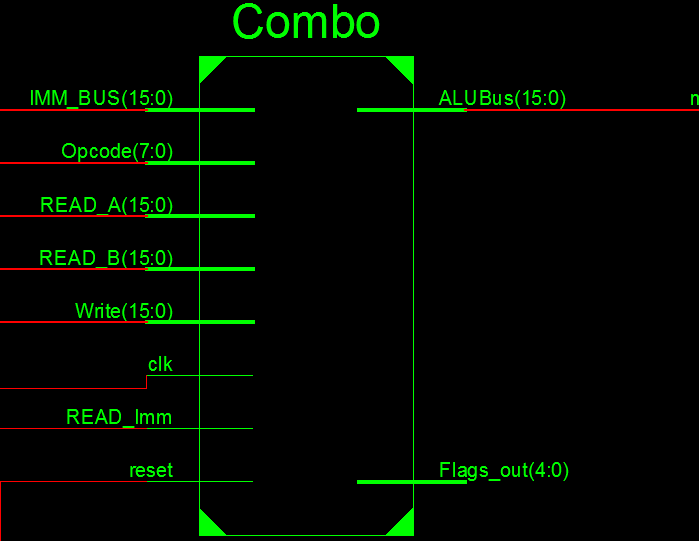 Combo
IMM_BUS(15:0)
ALUBus(15:0)
Opcode(7:0)
READ_A(15:0)
READ_B(15:0)
Write(15:0)
clk
READ_Imm
reset
Flags_out(4:0)